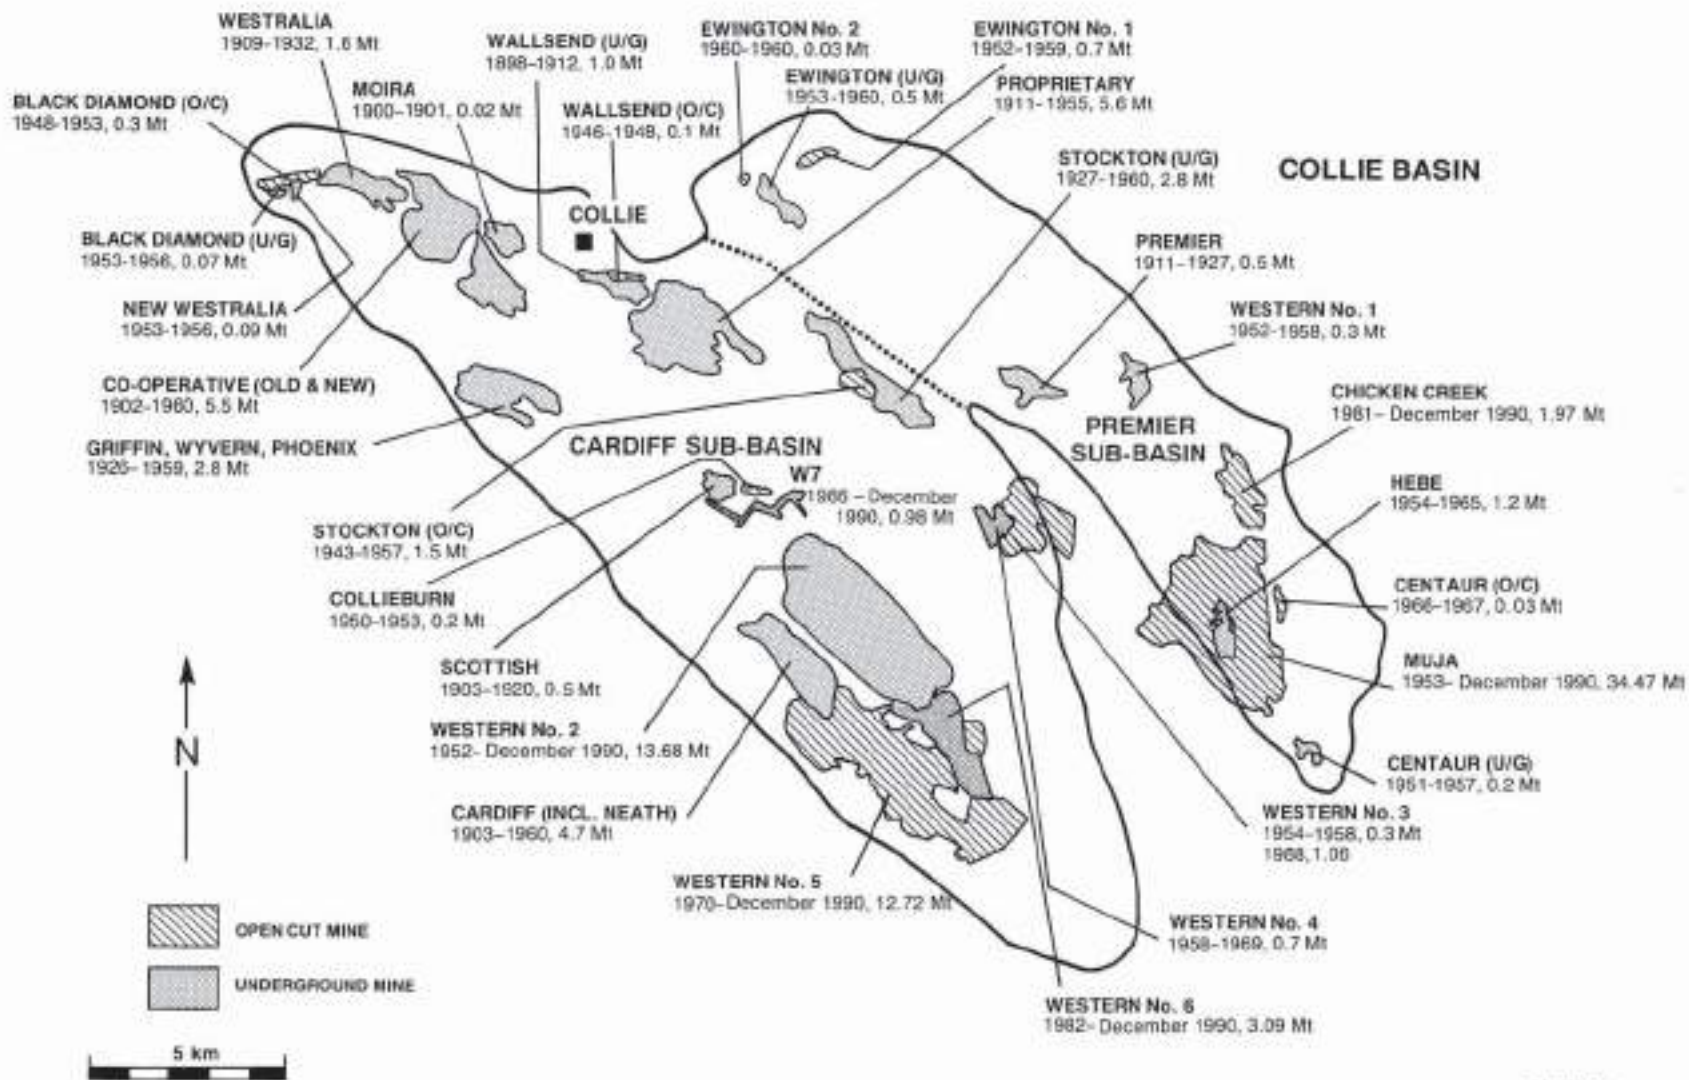 WESTRALIA
1909-1932, 1.6 Mt
WALLSEND (U/G)
1898-1912, 1.0 Mt
EWINGTON No. 2
1960-1960, 0.03 Mt
EWINGTON No. 1
1952-1959, 0.7 Mt
MOIRA
1900-1901, 0.02 Mt
EWINGTON (U/G)
1953-1960, 0.5 Mt
PROPRIETARY
1911-1955, 5.6 Mt
BLACK DIAMOND (O/C)
1948-1953, 0.3 Mt
WALLSEND (O/C)
1946-1948, 0.1 Mt
STOCKTON (U/G)
1927-1960, 2.8 Mt
COLLIE BASIN
COLLIE
BLACK DIAMOND (U/G)
1953-1956, 0.07 Mt
PREMIER
1911-1927, 0.5 Mt
NEW WESTRALIA
1953-1956, 0.09 Mt
WESTERN No. 1
1952-1958, 0.3 Mt
CO-OPERATIVE (OLD & NEW)
1902-1960, 5.5 Mt
CHICKEN CREEK
1981- December 1990, 1.97 Mt
GRIFFIN, WYVERN, PHOENIX
1926-1959, 2.8 Mt
CARDIFF SUB-BASIN
PREMIER
SUB-BASIN
W7
1966 - December
1990, 0.98 Mt
HEBE
1954-1965, 1.2 Mt
STOCKTON (O/C)
1943-1957, 1.5 Mt
COLLIEBURN
1950-1953, 0.2 Mt
CENTAUR (O/C)
1966-1967, 0.03 Mt
SCOTTISH
1903-1920, 0.5 Mt
MUJA
1953- December 1990, 34.47 Mt
WESTERN No. 2
1952- December 1990, 13.68 Mt
N
CENTAUR (U/G)
1951-1957, 0.2 Mt
CARDIFF (INCL. NEATH)
1903-1960, 4.7 Mt
WESTERN No. 3
1954-1958, 0.3 Mt
1968, 1.06
WESTERN No. 5
1970- December 1990, 12.72 Mt
WESTERN No. 4
1958-1969, 0.7 Mt
OPEN CUT MINE
UNDERGROUND MINE
WESTERN No. 6
1982- December 1990, 3.09 Mt
5 km